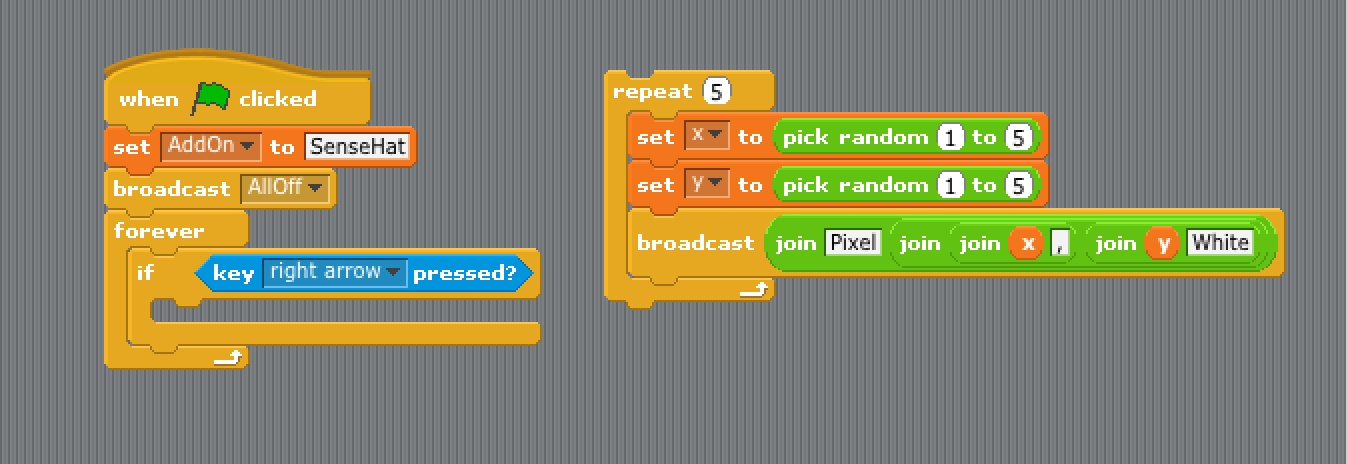 when clicked
set AddOn to SenseHat
broadcast AllOff
forever
if key right arrow pressed?
repeat 5
set x to pick random 1 to 5
set y to pick random 1 to 5
broadcast join Pixel join join x , join y White